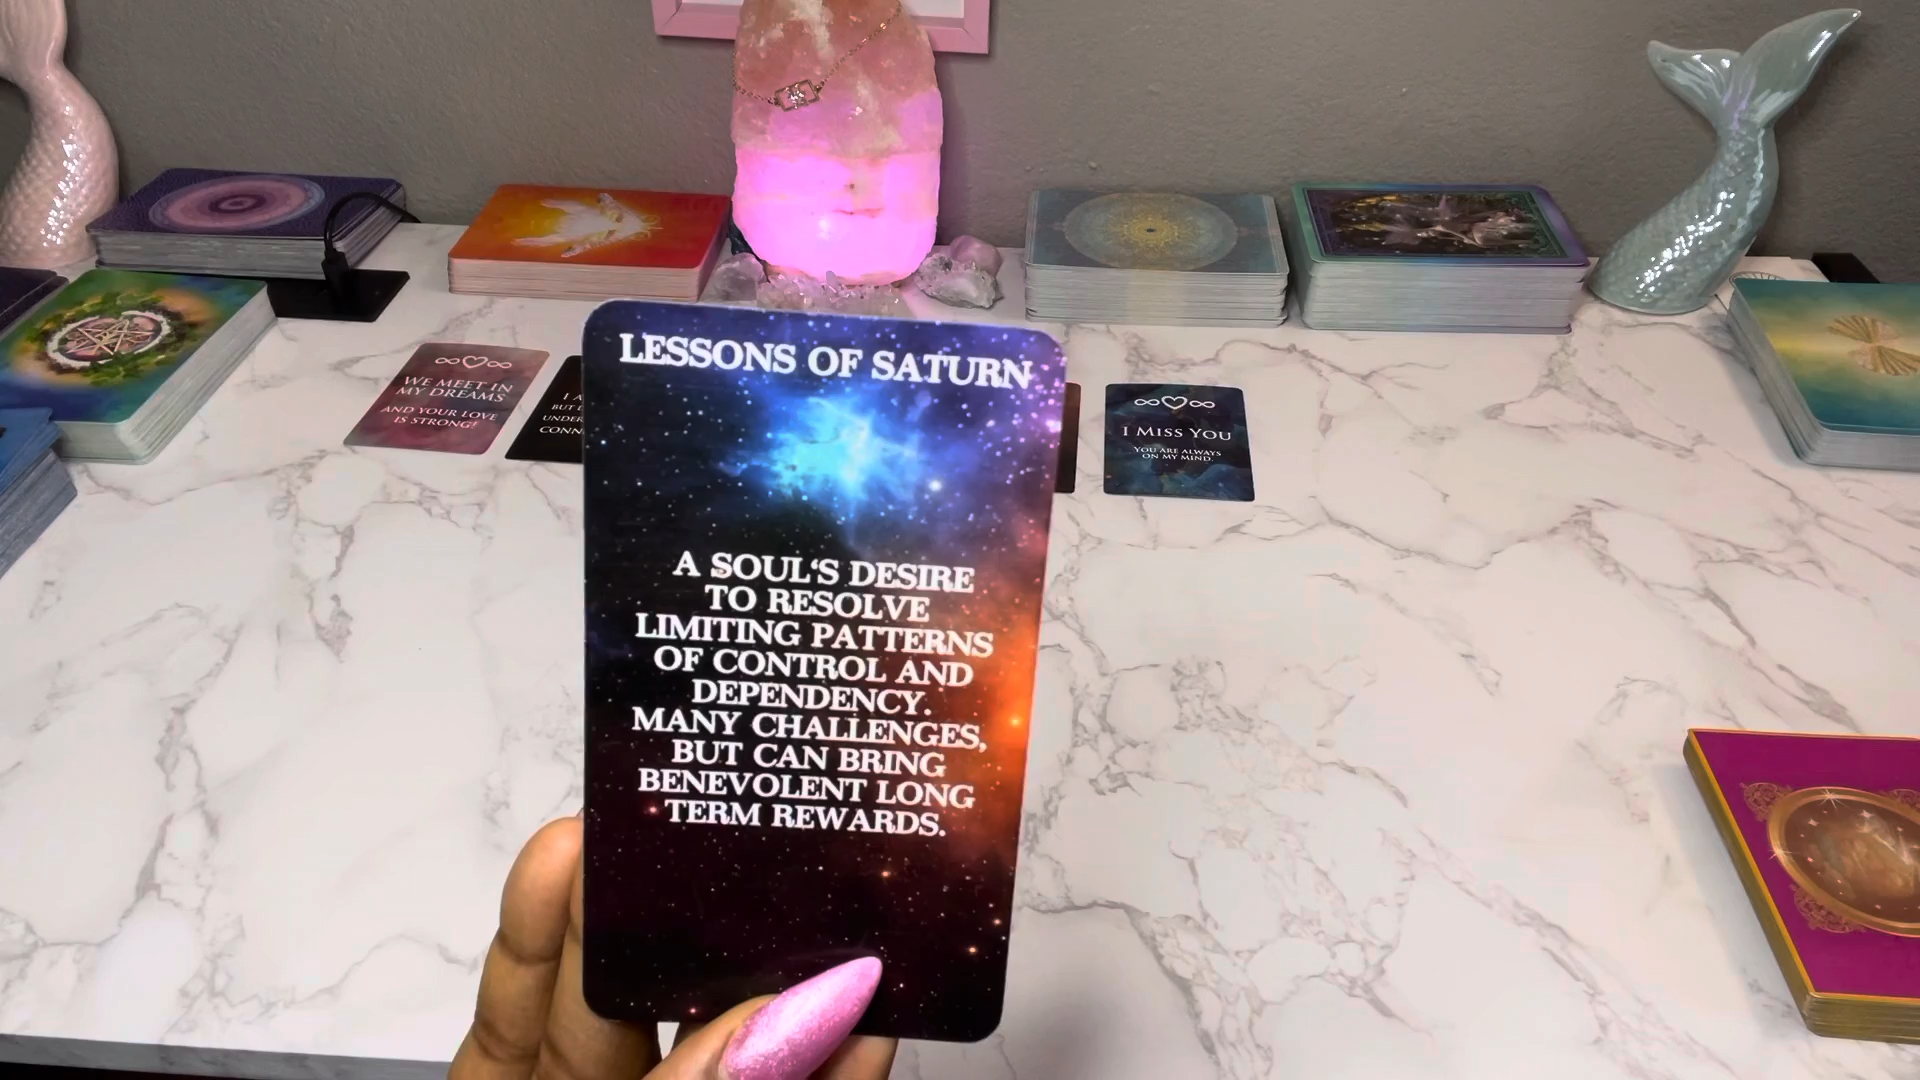 LESSONS OF SATURN
A SOUL'S DESIRE
TO RESOLVE
LIMITING PATTERNS
OF CONTROL AND
DEPENDENCY.
MANY CHALLENGES,
BUT CAN BRING
BENEVOLENT LONG
TERM REWARDS.
WE MEET IN
MY DREAMS
AND YOUR LOVE
IS STRONG!
I MISS YOU
YOU ARE ALWAYS
ON MY MIND.